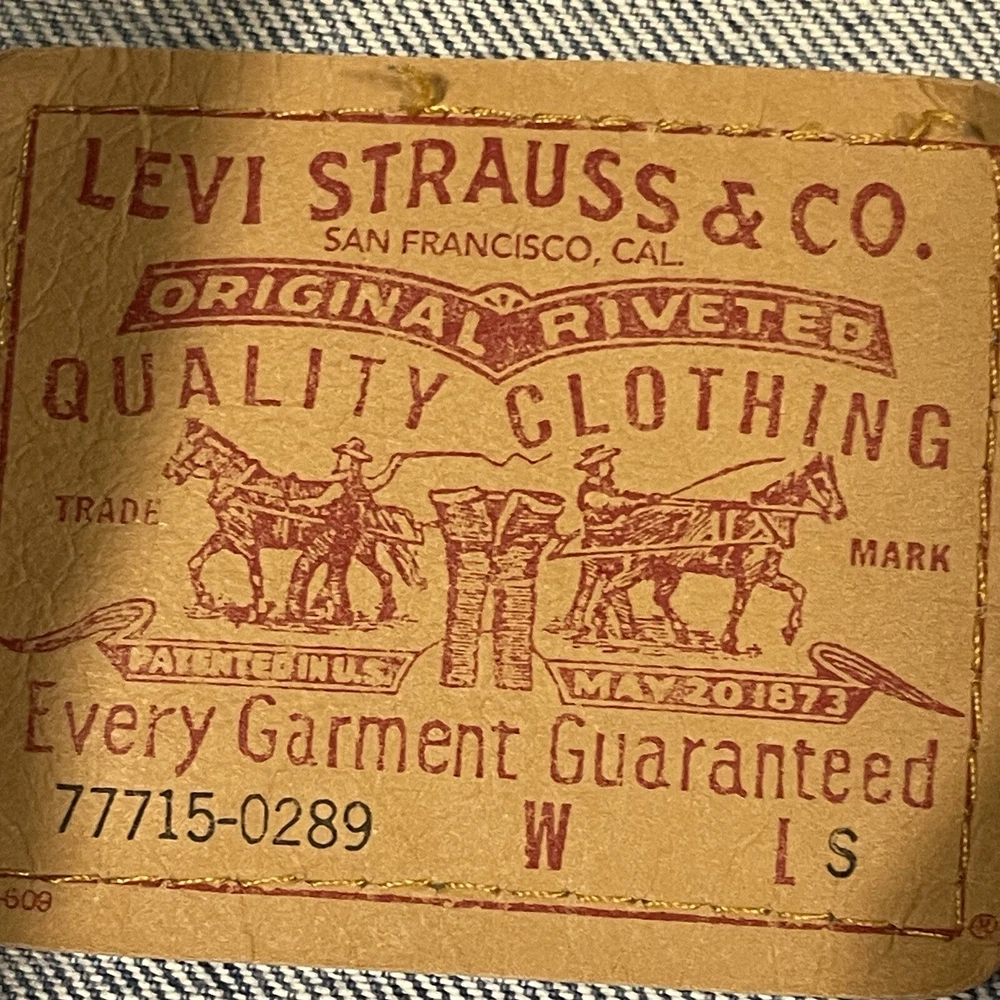 LEVI STRAUSS & CO.
SAN FRANCISCO, CAL.
ORIGINAL RIVETED
QUALITY CLOTHING
TRADE MARK
PATENTED IN U.S. MAY 20 1873
Every Garment Guaranteed
77715-0289 W L S
-609 ®